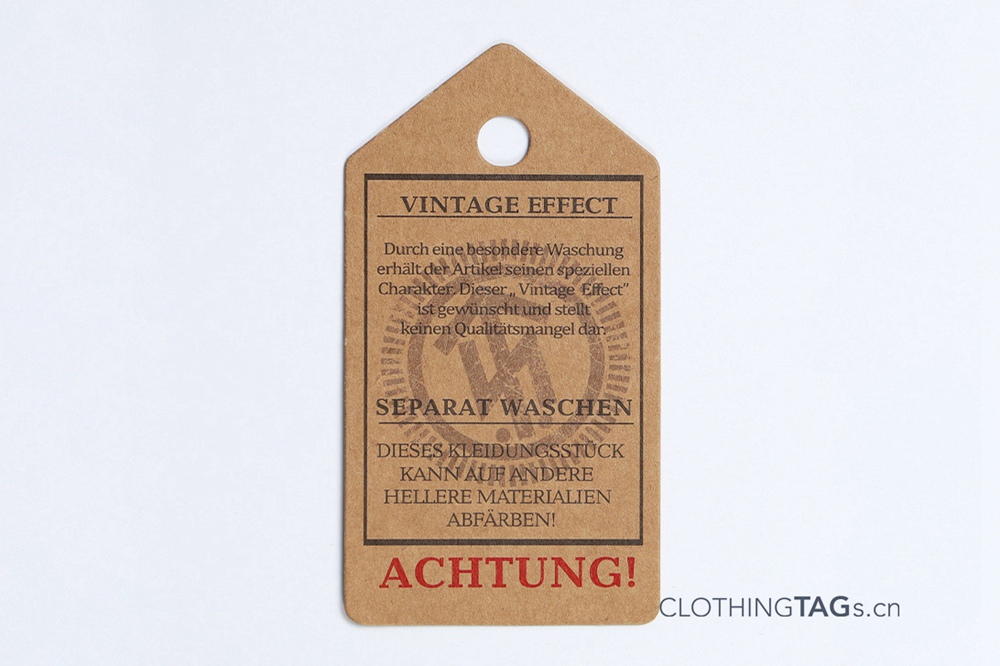 VINTAGE EFFECT
Durch eine besondere Waschung
erhält der Artikel seinen speziellen
Charakter. Dieser „ Vintage Effect”
ist gewünscht und stellt
keinen Qualitätsmangel dar.
SEPARAT WASCHEN
DIESES KLEIDUNGSSTÜCK
KANN AUF ANDERE
HELLERE MATERIALIEN
ABFÄRBEN!
ACHTUNG!
CLOTHINGTAGs.cn